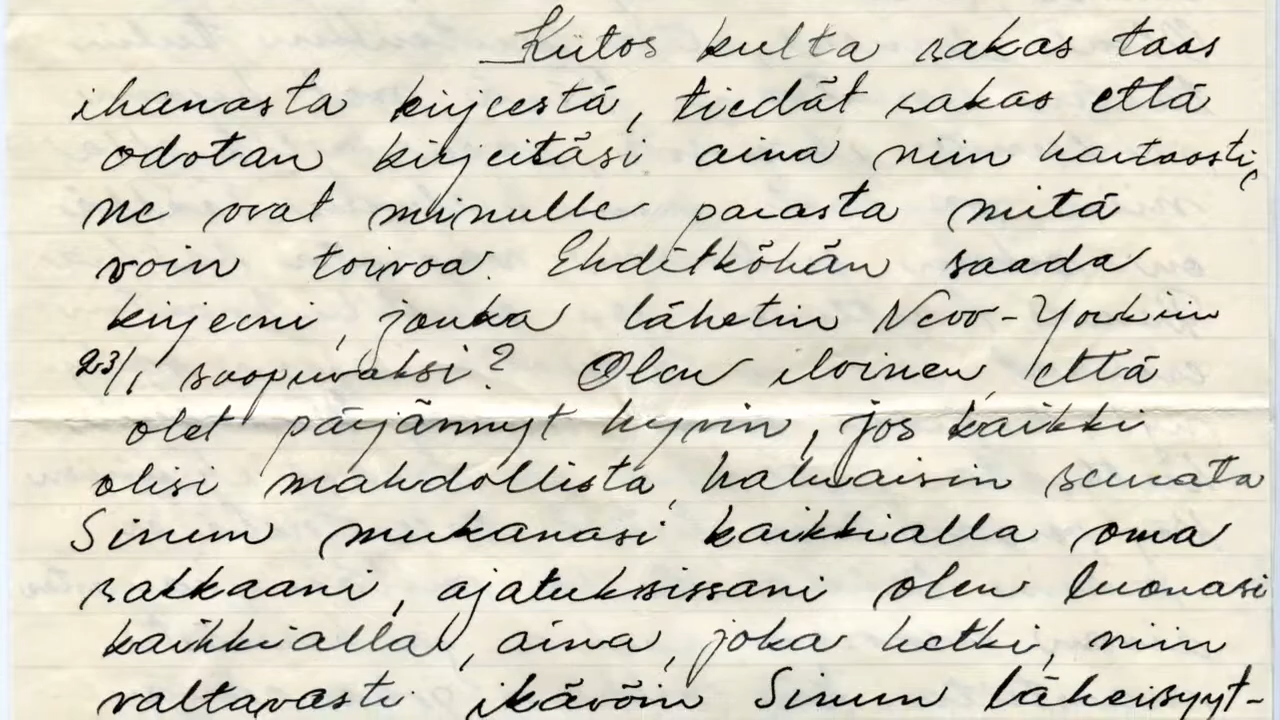 Kiitos kulta rakas taas
ihanasta kirjeestä, tiedät rakas että
odotan kirjeitäsi aina niin hartaasti,
ne ovat minulle parasta mitä
voin toivoa. Ehditköhän saada
kirjeeni, jonka lähetin New-Yorkiin
23/1 saapuvaksi? Olen iloinen, että
olet pärjännyt hyvin, jos kaikki
olisi mahdollista, haluaisin seurata
Sinun mukanasi kaikkialla oma
rakkaani, ajatuksissani olen luonasi
kaikkialla, aina, joka hetki, niin
valtavasti ikävöin Sinun läheisyyt-